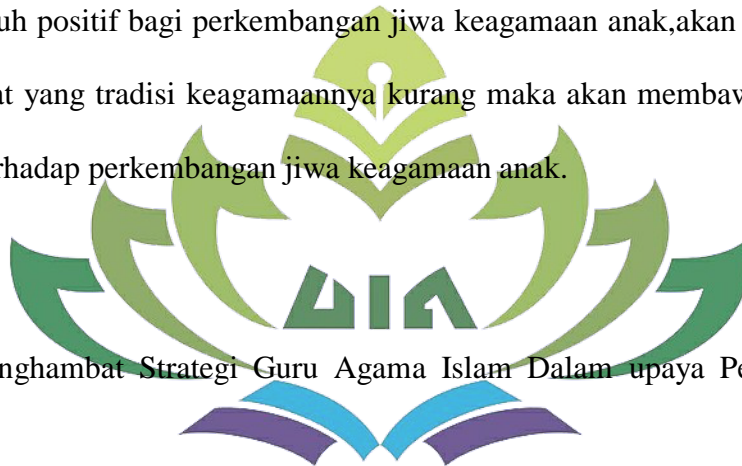 uh positif bagi perkembangan jiwa keagamaan anak,akan
at yang tradisi keagamaannya kurang maka akan membaw
rhadap perkembangan jiwa keagamaan anak.
UIN
nghambat Strategi Guru Agama Islam Dalam upaya Pe